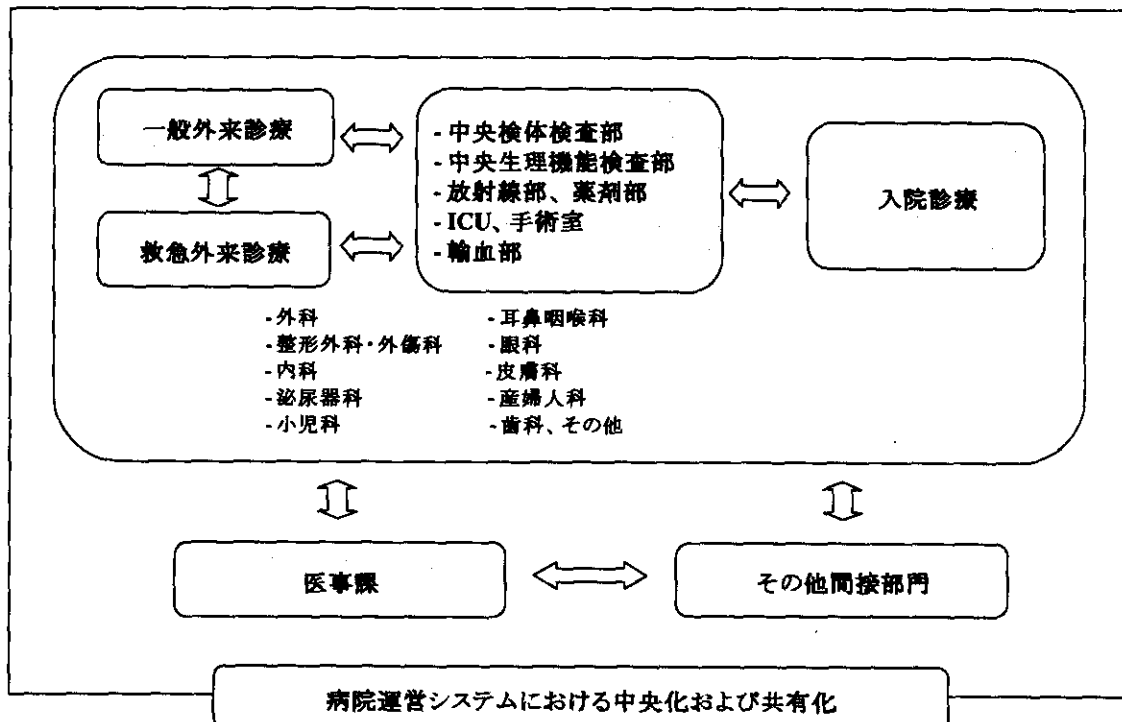 一般外来診療
救急外来診療
- 中央検体検査部
- 中央生理機能検査部
- 放射線部、薬剤部
- ICU、手術室
- 輸血部
入院診療
- 外科
- 整形外科・外傷科
- 内科
- 泌尿器科
- 小児科
- 耳鼻咽喉科
- 眼科
- 皮膚科
- 産婦人科
- 歯科、その他
医事課
その他間接部門
病院運営システムにおける中央化および共有化